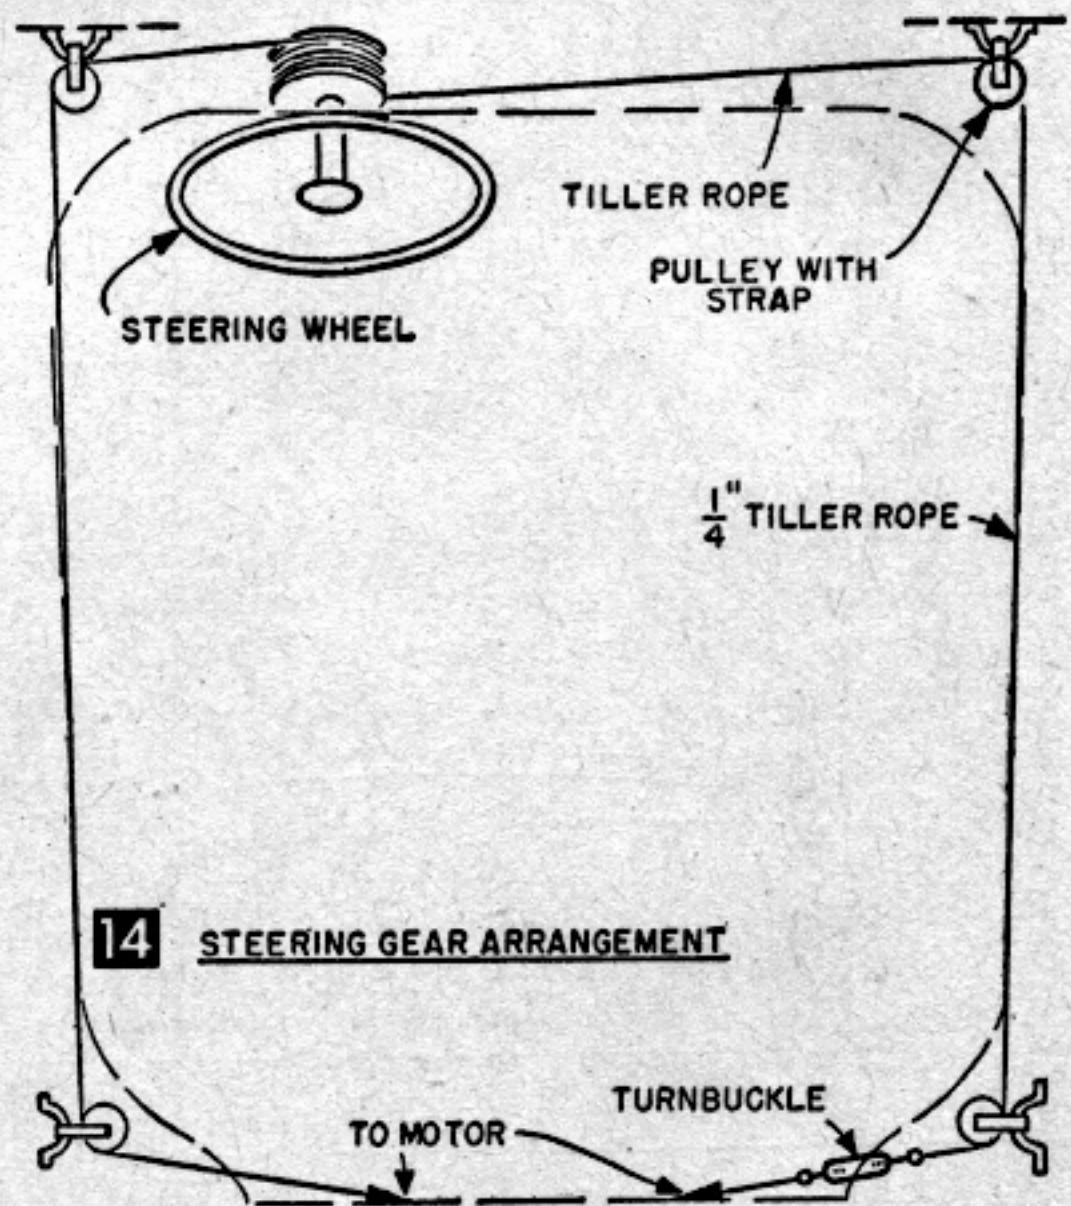 TILLER ROPE
PULLEY WITH
STRAP
STEERING WHEEL
1/4" TILLER ROPE
14 STEERING GEAR ARRANGEMENT
TURNBUCKLE
TO MOTOR